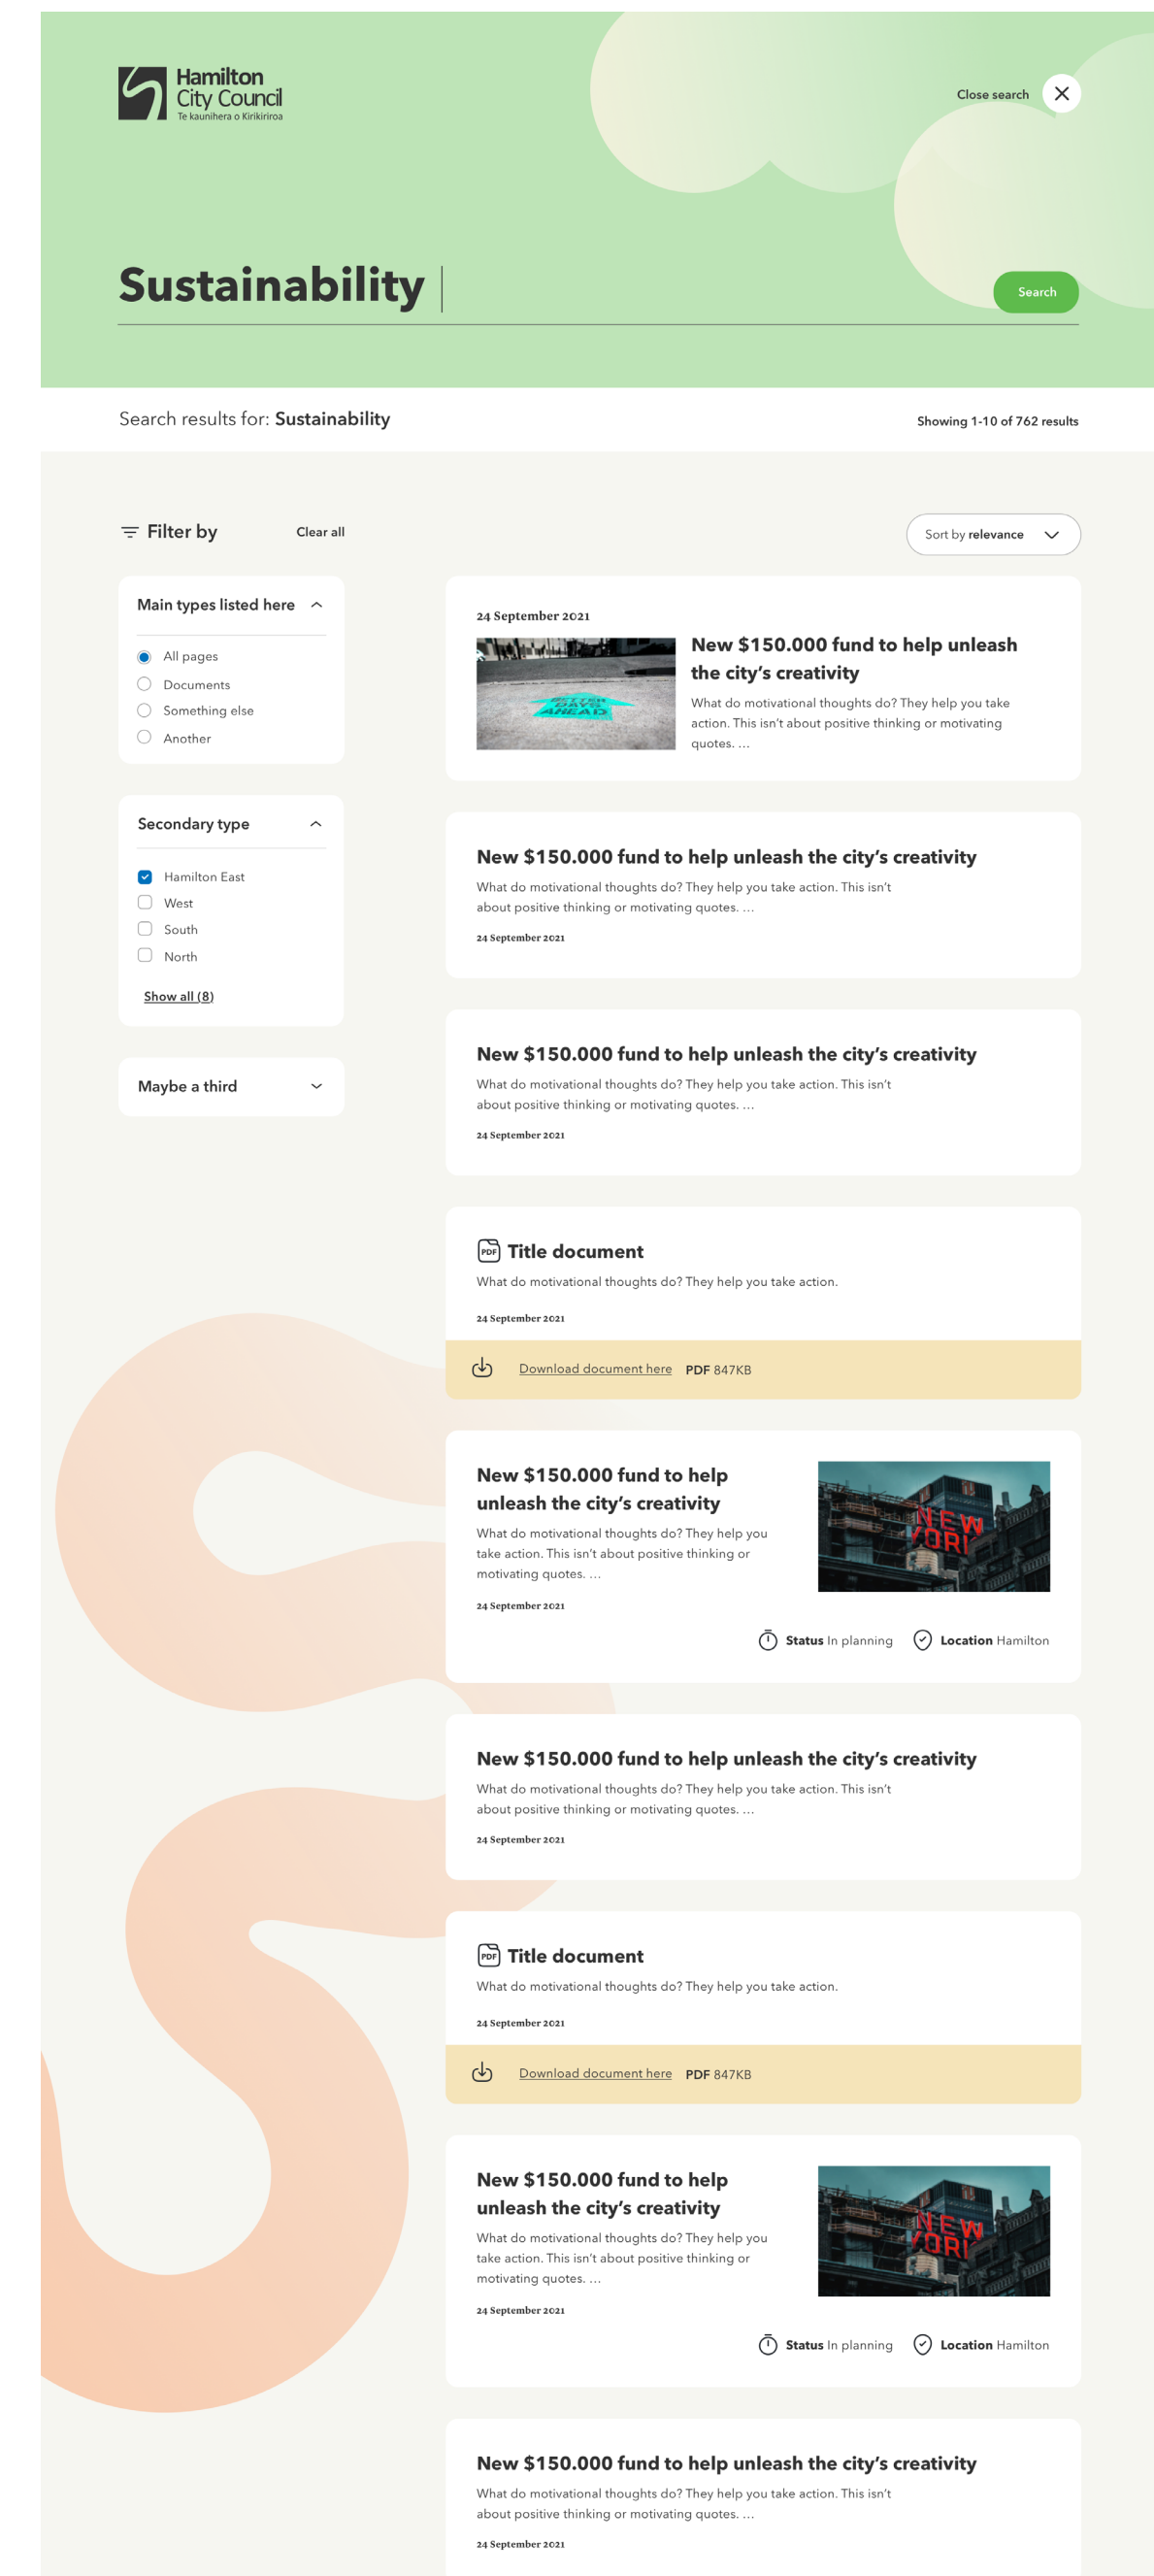 Hamilton
City Council
Te kaunihera o Kirikiriroa
Close search
Sustainability
Search
Search results for: Sustainability
Showing 1-10 of 762 results
Filter by
Clear all
Sort by relevance
Main types listed here
All pages
Documents
Something else
Another
Secondary type
Hamilton East
West
South
North
Show all (8)
Maybe a third
24 September 2021
BETTER
DAYS
AHEAD
New $150.000 fund to help unleash
the city’s creativity
What do motivational thoughts do? They help you take
action. This isn’t about positive thinking or motivating
quotes. …
New $150.000 fund to help unleash the city’s creativity
What do motivational thoughts do? They help you take action. This isn’t
about positive thinking or motivating quotes. …
24 September 2021
New $150.000 fund to help unleash the city’s creativity
What do motivational thoughts do? They help you take action. This isn’t
about positive thinking or motivating quotes. …
24 September 2021
PDF Title document
What do motivational thoughts do? They help you take action.
24 September 2021
Download document here PDF 847KB
New $150.000 fund to help
unleash the city’s creativity
What do motivational thoughts do? They help you
take action. This isn’t about positive thinking or
motivating quotes. …
24 September 2021
NEW
YORK
Status In planning
Location Hamilton
New $150.000 fund to help unleash the city’s creativity
What do motivational thoughts do? They help you take action. This isn’t
about positive thinking or motivating quotes. …
24 September 2021
PDF Title document
What do motivational thoughts do? They help you take action.
24 September 2021
Download document here PDF 847KB
New $150.000 fund to help
unleash the city’s creativity
What do motivational thoughts do? They help you
take action. This isn’t about positive thinking or
motivating quotes. …
24 September 2021
NEW
YORK
Status In planning
Location Hamilton
New $150.000 fund to help unleash the city’s creativity
What do motivational thoughts do? They help you take action. This isn’t
about positive thinking or motivating quotes. …
24 September 2021